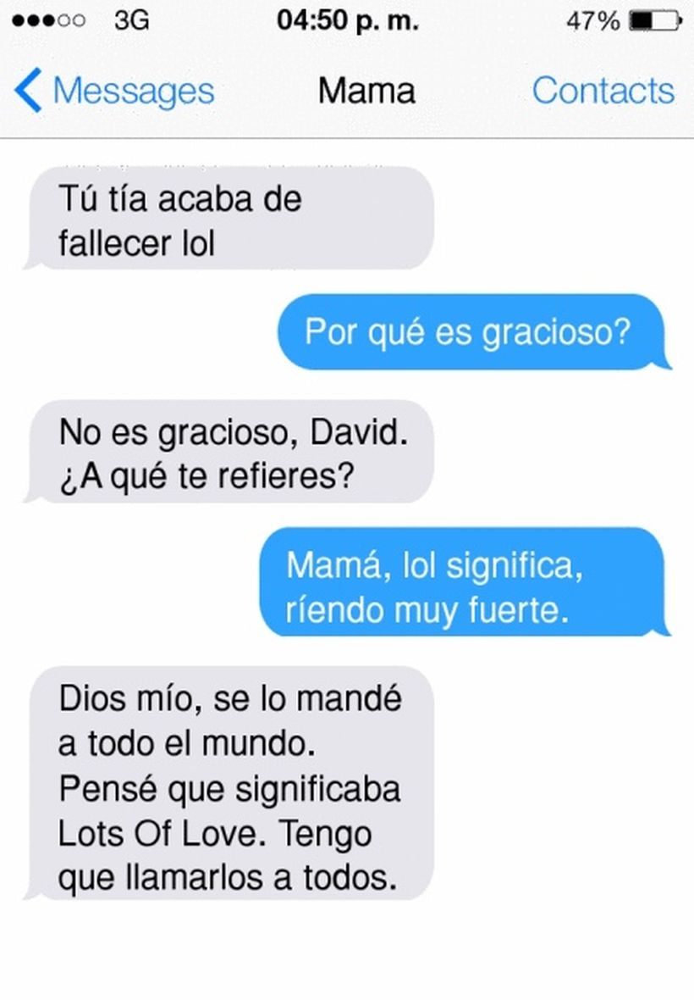 3G 04:50 p. m. 47%
Messages Mama Contacts
Tú tía acaba de
fallecer lol
Por qué es gracioso?
No es gracioso, David.
¿A qué te refieres?
Mamá, lol significa,
ríendo muy fuerte.
Dios mío, se lo mandé
a todo el mundo.
Pensé que significaba
Lots Of Love. Tengo
que llamarlos a todos.